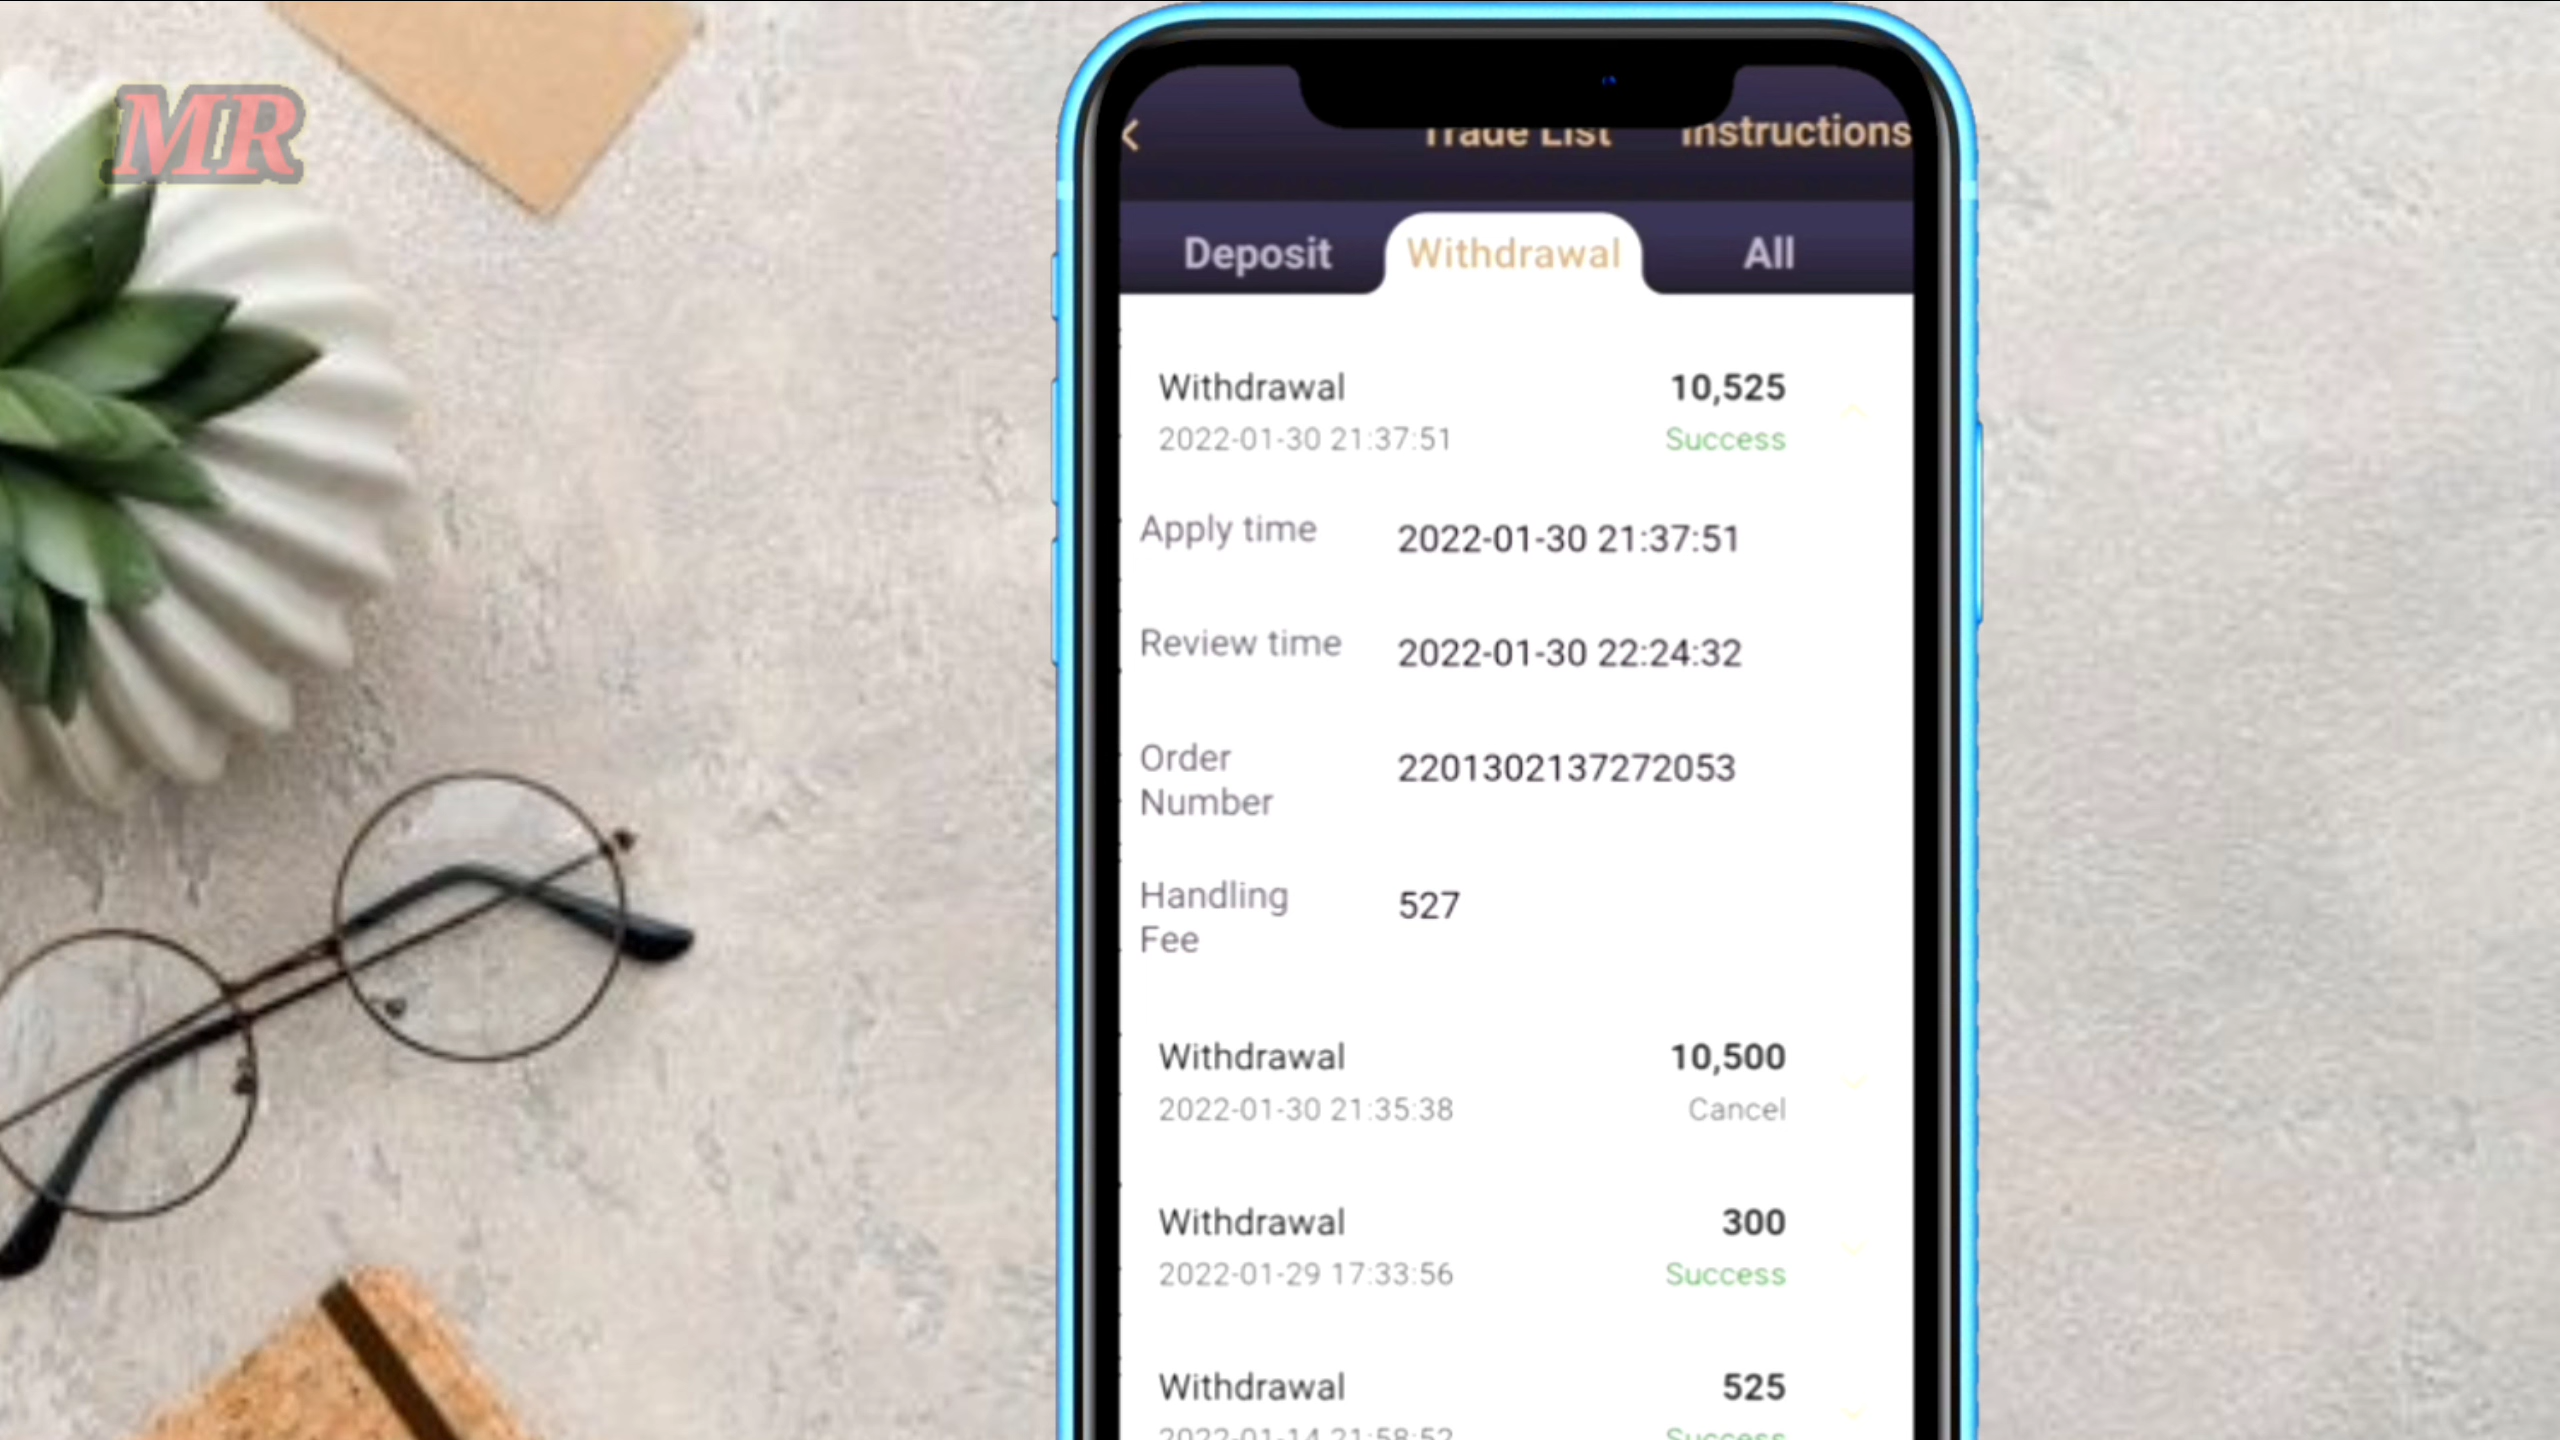 MR
Trade List Instructions
Deposit Withdrawal All
Withdrawal 10,525
2022-01-30 21:37:51 Success
Apply time 2022-01-30 21:37:51
Review time 2022-01-30 22:24:32
Order 2201302137272053
Number
Handling 527
Fee
Withdrawal 10,500
2022-01-30 21:35:38 Cancel
Withdrawal 300
2022-01-29 17:33:56 Success
Withdrawal 525
2022-01-14 21:58:52 Success